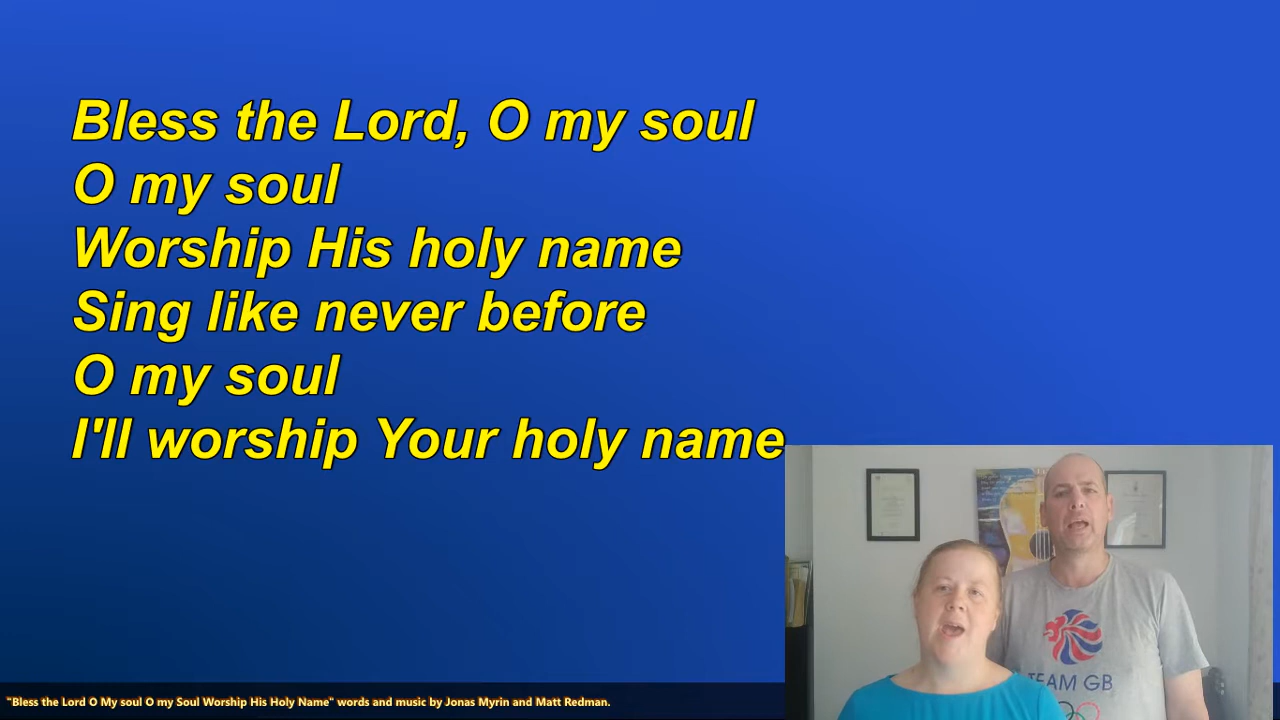 Bless the Lord, O my soul
O my soul
Worship His holy name
Sing like never before
O my soul
I'll worship Your holy name
TEAM GB
"Bless the Lord O My soul O my Soul Worship His Holy Name" words and music by Jonas Myrin and Matt Redman.